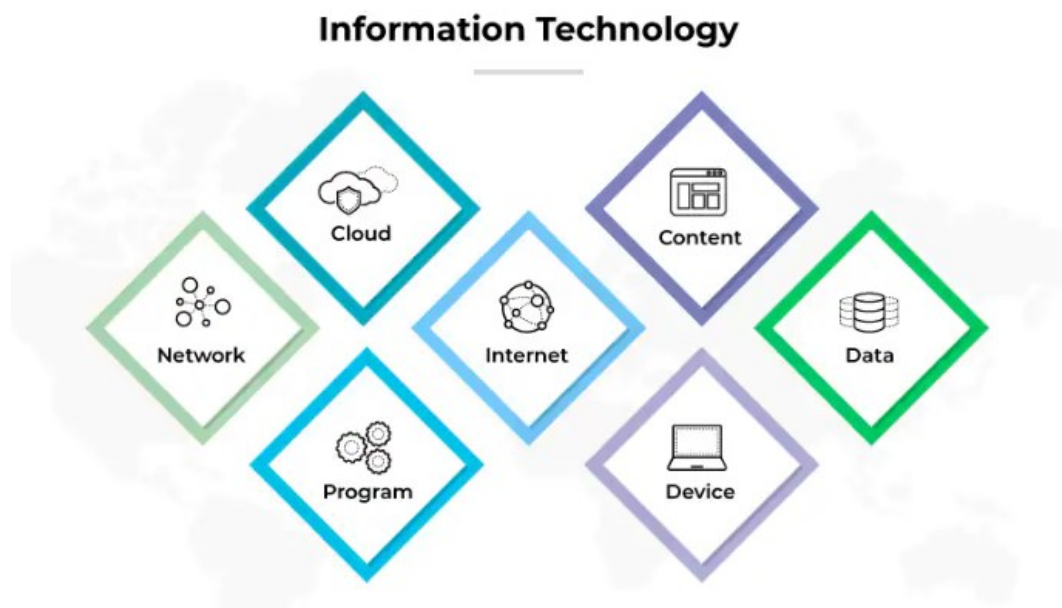 Information Technology
Cloud
Content
Network
Internet
Data
Program
Device